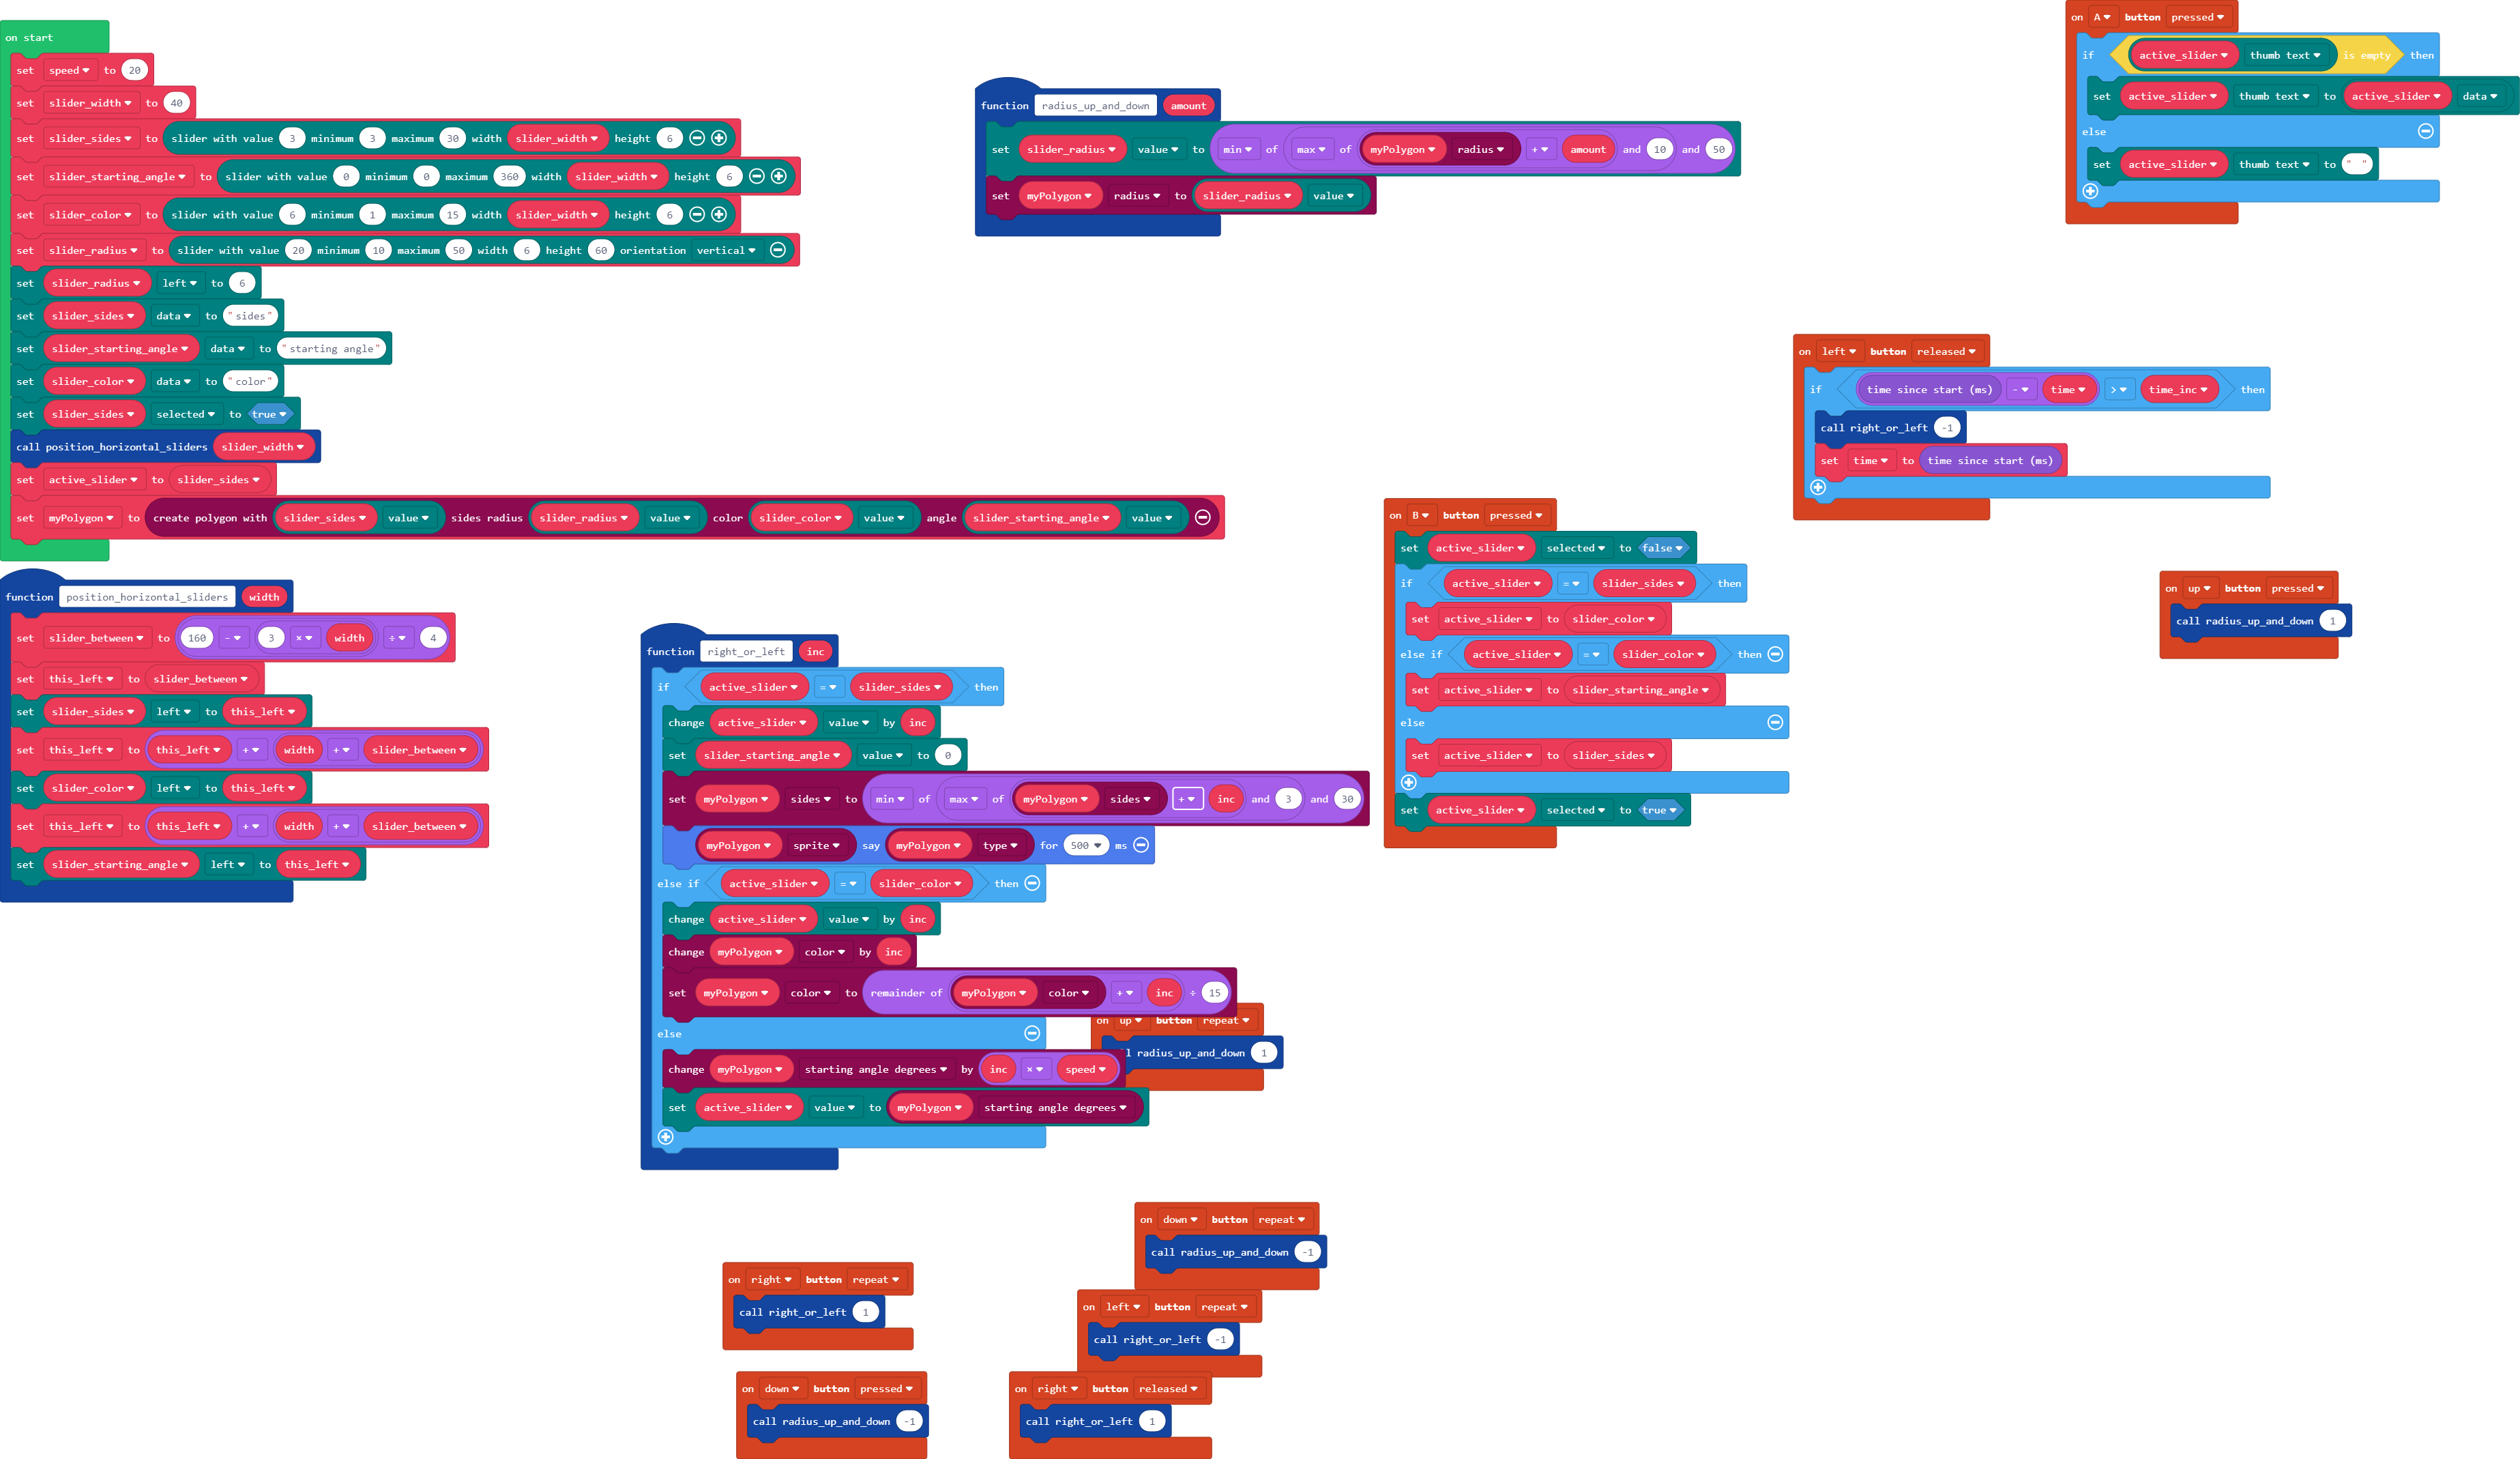 on start
set speed to 20
set slider_width to 40
set slider_sides to slider with value 3 minimum 3 maximum 30 width slider_width height 6
set slider_starting_angle to slider with value 0 minimum 0 maximum 360 width slider_width height 6
set slider_color to slider with value 6 minimum 1 maximum 15 width slider_width height 6
set slider_radius to slider with value 20 minimum 10 maximum 50 width 6 height 60 orientation vertical
set slider_radius left to 6
set slider_sides data to "sides"
set slider_starting_angle data to "starting angle"
set slider_color data to "color"
set slider_sides selected to true
call position_horizontal_sliders slider_width
set active_slider to slider_sides
set myPolygon to create polygon with slider_sides value sides radius slider_radius value color slider_color value angle slider_starting_angle value
function position_horizontal_sliders width
set slider_between to 160 - 3 × width ÷ 4
set this_left to slider_between
set slider_sides left to this_left
set this_left to this_left + width + slider_between
set slider_color left to this_left
set this_left to this_left + width + slider_between
set slider_starting_angle left to this_left
function radius_up_and_down amount
set slider_radius value to min of max of myPolygon radius + amount and 10 and 50
set myPolygon radius to slider_radius value
function right_or_left inc
if active_slider = slider_sides then
change active_slider value by inc
set slider_starting_angle value to 0
set myPolygon sides to min of max of myPolygon sides + inc and 3 and 30
myPolygon sprite say myPolygon type for 500 ms
else if active_slider = slider_color then
change active_slider value by inc
change myPolygon color by inc
set myPolygon color to remainder of myPolygon color + inc ÷ 15
else
change myPolygon starting angle degrees by inc × speed
set active_slider value to myPolygon starting angle degrees
on up button repeat
radius_up_and_down 1
on down button repeat
call radius_up_and_down -1
on right button repeat
call right_or_left 1
on left button repeat
call right_or_left -1
on down button pressed
call radius_up_and_down -1
on right button released
call right_or_left 1
on B button pressed
set active_slider selected to false
if active_slider = slider_sides then
set active_slider to slider_color
else if active_slider = slider_color then
set active_slider to slider_starting_angle
else
set active_slider to slider_sides
set active_slider selected to true
on A button pressed
if active_slider thumb text is empty then
set active_slider thumb text to active_slider data
else
set active_slider thumb text to " "
on left button released
if time since start (ms) - time > time_inc then
call right_or_left -1
set time to time since start (ms)
on up button pressed
call radius_up_and_down 1